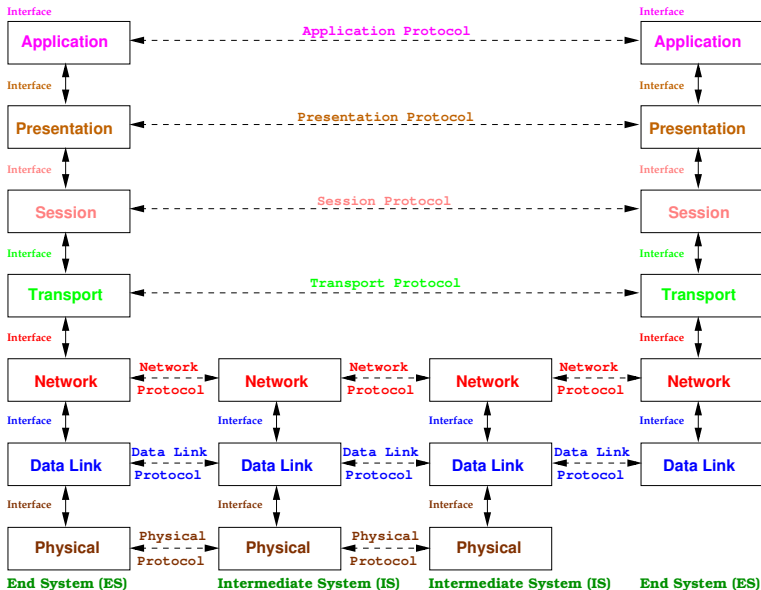 Interface Interface
Application Application Protocol Application
Interface Interface
Presentation Presentation Protocol Presentation
Interface Interface
Session Session Protocol Session
Interface Interface
Transport Transport Protocol Transport
Interface Interface
Network Network Protocol Network Network Protocol Network Network Protocol Network
Interface Interface Interface Interface
Data Link Data Link Protocol Data Link Data Link Protocol Data Link Data Link Protocol Data Link
Interface Interface Interface
Physical Physical Protocol Physical Physical Protocol Physical
End System (ES) Intermediate System (IS) Intermediate System (IS) End System (ES)